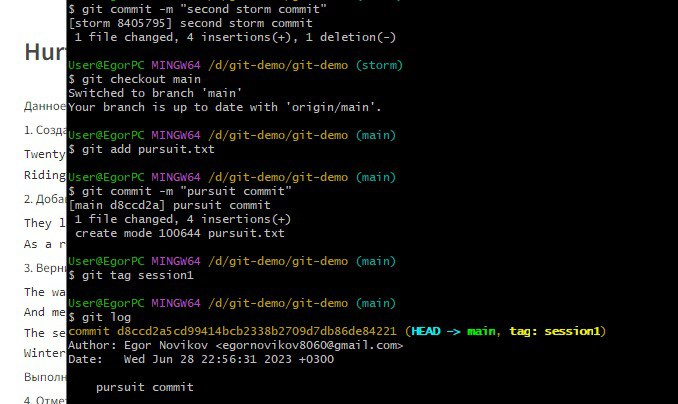 $ git commit -m "second storm commit"
[storm 8405795] second storm commit
1 file changed, 4 insertions(+), 1 deletion(-)
User@EgorPC MINGW64 /d/git-demo/git-demo (storm)
$ git checkout main
Switched to branch 'main'
Your branch is up to date with 'origin/main'.
User@EgorPC MINGW64 /d/git-demo/git-demo (main)
$ git add pursuit.txt
User@EgorPC MINGW64 /d/git-demo/git-demo (main)
$ git commit -m "pursuit commit"
[main d8ccd2a] pursuit commit
1 file changed, 4 insertions(+)
create mode 100644 pursuit.txt
User@EgorPC MINGW64 /d/git-demo/git-demo (main)
$ git tag session1
User@EgorPC MINGW64 /d/git-demo/git-demo (main)
$ git log
commit d8ccd2a5cd99414bcb2338b2709d7db86de84221 (HEAD -> main, tag: session1)
Author: Egor Novikov <egornovikov8060@gmail.com>
Date: Wed Jun 28 22:56:31 2023 +0300
pursuit commit
Hur
Данное
1. Созда
Twenty
Riding
2. Добав
They l
As a r
3. Верни
The wa
And me
The se
Winter
Выполн
4. Отмет